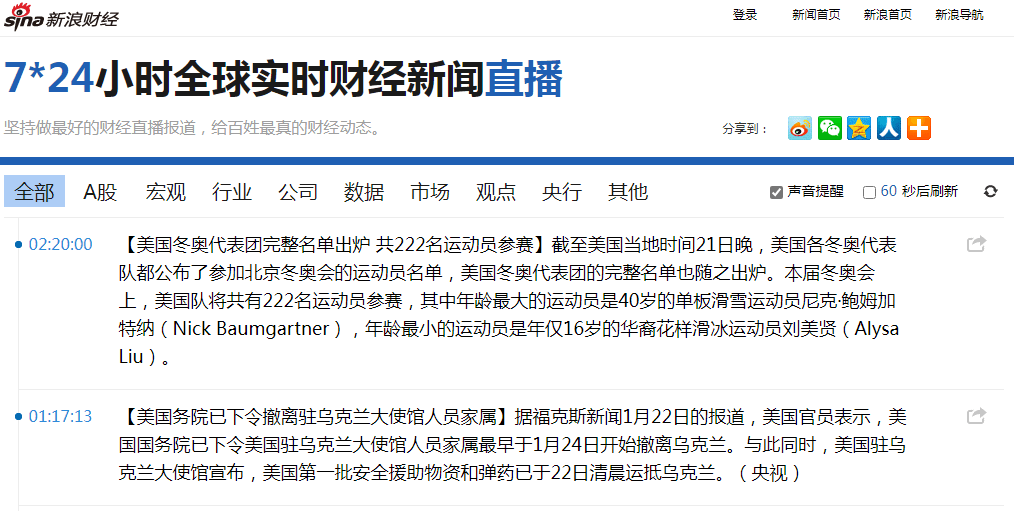 sina 新浪财经
登录 新闻首页 新浪首页 新浪导航
7*24小时全球实时财经新闻直播
坚持做最好的财经直播报道，给百姓最真的财经动态。
分享到：
全部 A股 宏观 行业 公司 数据 市场 观点 央行 其他
声音提醒 60 秒后刷新
02:20:00
【美国冬奥代表团完整名单出炉 共222名运动员参赛】截至美国当地时间21日晚，美国各冬奥代表
队都公布了参加北京冬奥会的运动员名单，美国冬奥代表团的完整名单也随之出炉。本届冬奥会
上，美国队将共有222名运动员参赛，其中年龄最大的运动员是40岁的单板滑雪运动员尼克·鲍姆加
特纳（Nick Baumgartner），年龄最小的运动员是年仅16岁的华裔花样滑冰运动员刘美贤（Alysa
Liu）。
01:17:13
【美国务院已下令撤离驻乌克兰大使馆人员家属】据福克斯新闻1月22日的报道，美国官员表示，美
国国务院已下令美国驻乌克兰大使馆人员家属最早于1月24日开始撤离乌克兰。与此同时，美国驻乌
克兰大使馆宣布，美国第一批安全援助物资和弹药已于22日清晨运抵乌克兰。（央视）